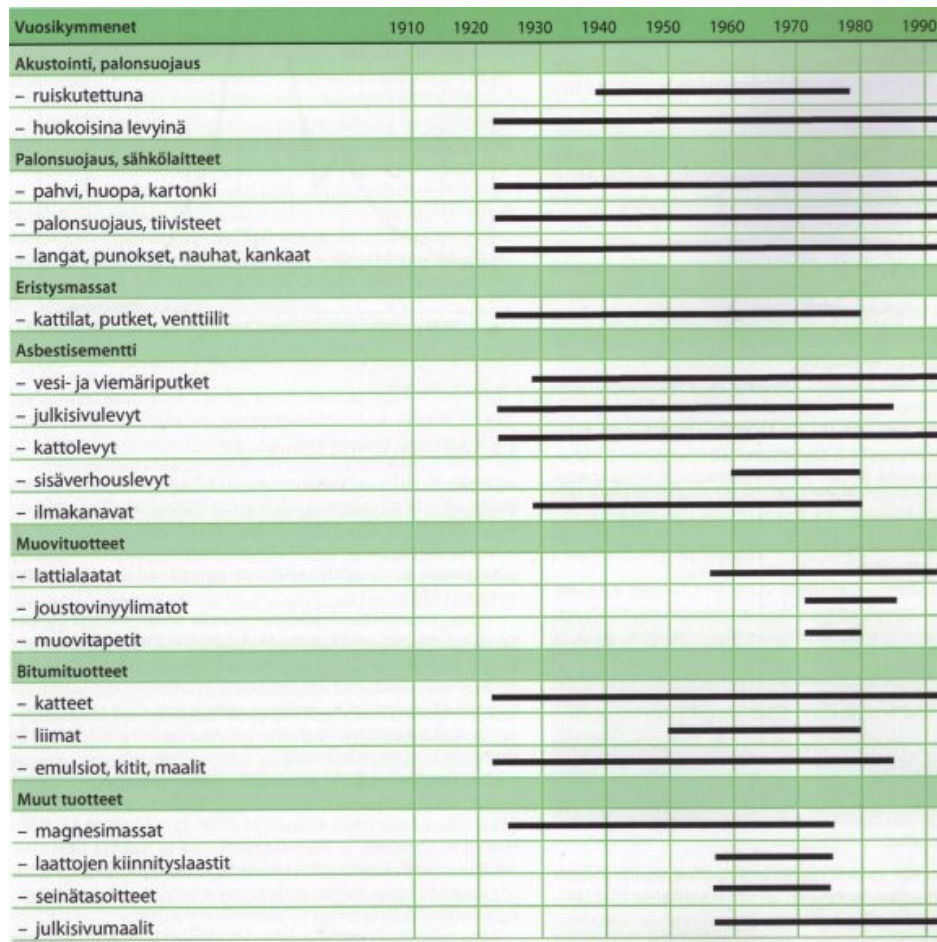 Vuosikymmenet 1910 1920 1930 1940 1950 1960 1970 1980 1990
Akustointi, palonsuojaus
– ruiskutettuna
– huokoisina levyinä
Palonsuojaus, sähkölaitteet
– pahvi, huopa, kartonki
– palonsuojaus, tiivisteet
– langat, punokset, nauhat, kankaat
Eristysmassat
– kattilat, putket, venttiilit
Asbestisementti
– vesi- ja viemäriputket
– julkisivulevyt
– kattolevyt
– sisäverhouslevyt
– ilmakanavat
Muovituotteet
– lattialaatat
– joustovinyylimatot
– muovitapetit
Bitumituotteet
– katteet
– liimat
– emulsiot, kitit, maalit
Muut tuotteet
– magnesimassat
– laattojen kiinnityslaastit
– seinätasoitteet
– julkisivumaalit